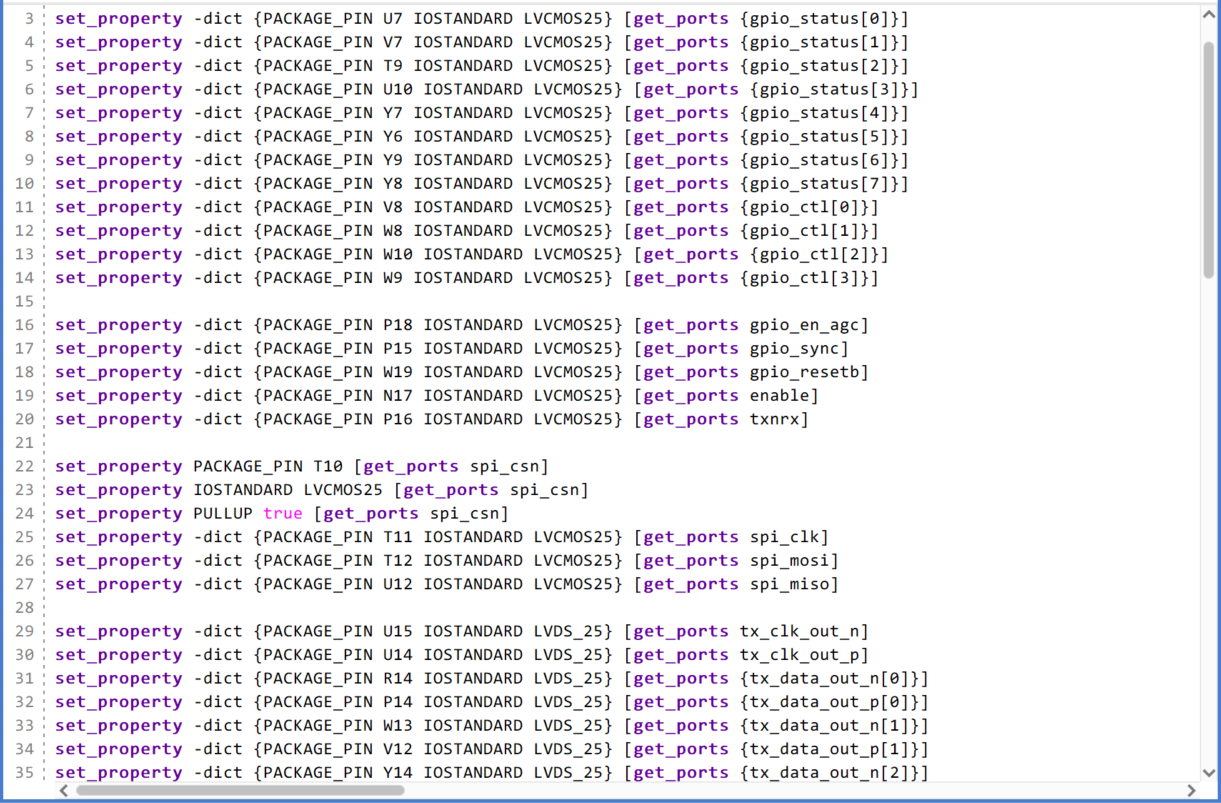 3 set_property -dict {PACKAGE_PIN U7 IOSTANDARD LVCMOS25} [get_ports {gpio_status[0]}]
4 set_property -dict {PACKAGE_PIN V7 IOSTANDARD LVCMOS25} [get_ports {gpio_status[1]}]
5 set_property -dict {PACKAGE_PIN T9 IOSTANDARD LVCMOS25} [get_ports {gpio_status[2]}]
6 set_property -dict {PACKAGE_PIN U10 IOSTANDARD LVCMOS25} [get_ports {gpio_status[3]}]
7 set_property -dict {PACKAGE_PIN Y7 IOSTANDARD LVCMOS25} [get_ports {gpio_status[4]}]
8 set_property -dict {PACKAGE_PIN Y6 IOSTANDARD LVCMOS25} [get_ports {gpio_status[5]}]
9 set_property -dict {PACKAGE_PIN Y9 IOSTANDARD LVCMOS25} [get_ports {gpio_status[6]}]
10 set_property -dict {PACKAGE_PIN Y8 IOSTANDARD LVCMOS25} [get_ports {gpio_status[7]}]
11 set_property -dict {PACKAGE_PIN V8 IOSTANDARD LVCMOS25} [get_ports {gpio_ctl[0]}]
12 set_property -dict {PACKAGE_PIN W8 IOSTANDARD LVCMOS25} [get_ports {gpio_ctl[1]}]
13 set_property -dict {PACKAGE_PIN W10 IOSTANDARD LVCMOS25} [get_ports {gpio_ctl[2]}]
14 set_property -dict {PACKAGE_PIN W9 IOSTANDARD LVCMOS25} [get_ports {gpio_ctl[3]}]
15
16 set_property -dict {PACKAGE_PIN P18 IOSTANDARD LVCMOS25} [get_ports gpio_en_agc]
17 set_property -dict {PACKAGE_PIN P15 IOSTANDARD LVCMOS25} [get_ports gpio_sync]
18 set_property -dict {PACKAGE_PIN W19 IOSTANDARD LVCMOS25} [get_ports gpio_resetb]
19 set_property -dict {PACKAGE_PIN N17 IOSTANDARD LVCMOS25} [get_ports enable]
20 set_property -dict {PACKAGE_PIN P16 IOSTANDARD LVCMOS25} [get_ports txnrx]
21
22 set_property PACKAGE_PIN T10 [get_ports spi_csn]
23 set_property IOSTANDARD LVCMOS25 [get_ports spi_csn]
24 set_property PULLUP true [get_ports spi_csn]
25 set_property -dict {PACKAGE_PIN T11 IOSTANDARD LVCMOS25} [get_ports spi_clk]
26 set_property -dict {PACKAGE_PIN T12 IOSTANDARD LVCMOS25} [get_ports spi_mosi]
27 set_property -dict {PACKAGE_PIN U12 IOSTANDARD LVCMOS25} [get_ports spi_miso]
28
29 set_property -dict {PACKAGE_PIN U15 IOSTANDARD LVDS_25} [get_ports tx_clk_out_n]
30 set_property -dict {PACKAGE_PIN U14 IOSTANDARD LVDS_25} [get_ports tx_clk_out_p]
31 set_property -dict {PACKAGE_PIN R14 IOSTANDARD LVDS_25} [get_ports {tx_data_out_n[0]}]
32 set_property -dict {PACKAGE_PIN P14 IOSTANDARD LVDS_25} [get_ports {tx_data_out_p[0]}]
33 set_property -dict {PACKAGE_PIN W13 IOSTANDARD LVDS_25} [get_ports {tx_data_out_n[1]}]
34 set_property -dict {PACKAGE_PIN V12 IOSTANDARD LVDS_25} [get_ports {tx_data_out_p[1]}]
35 set_property -dict {PACKAGE_PIN Y14 IOSTANDARD LVDS_25} [get_ports {tx_data_out_n[2]}]